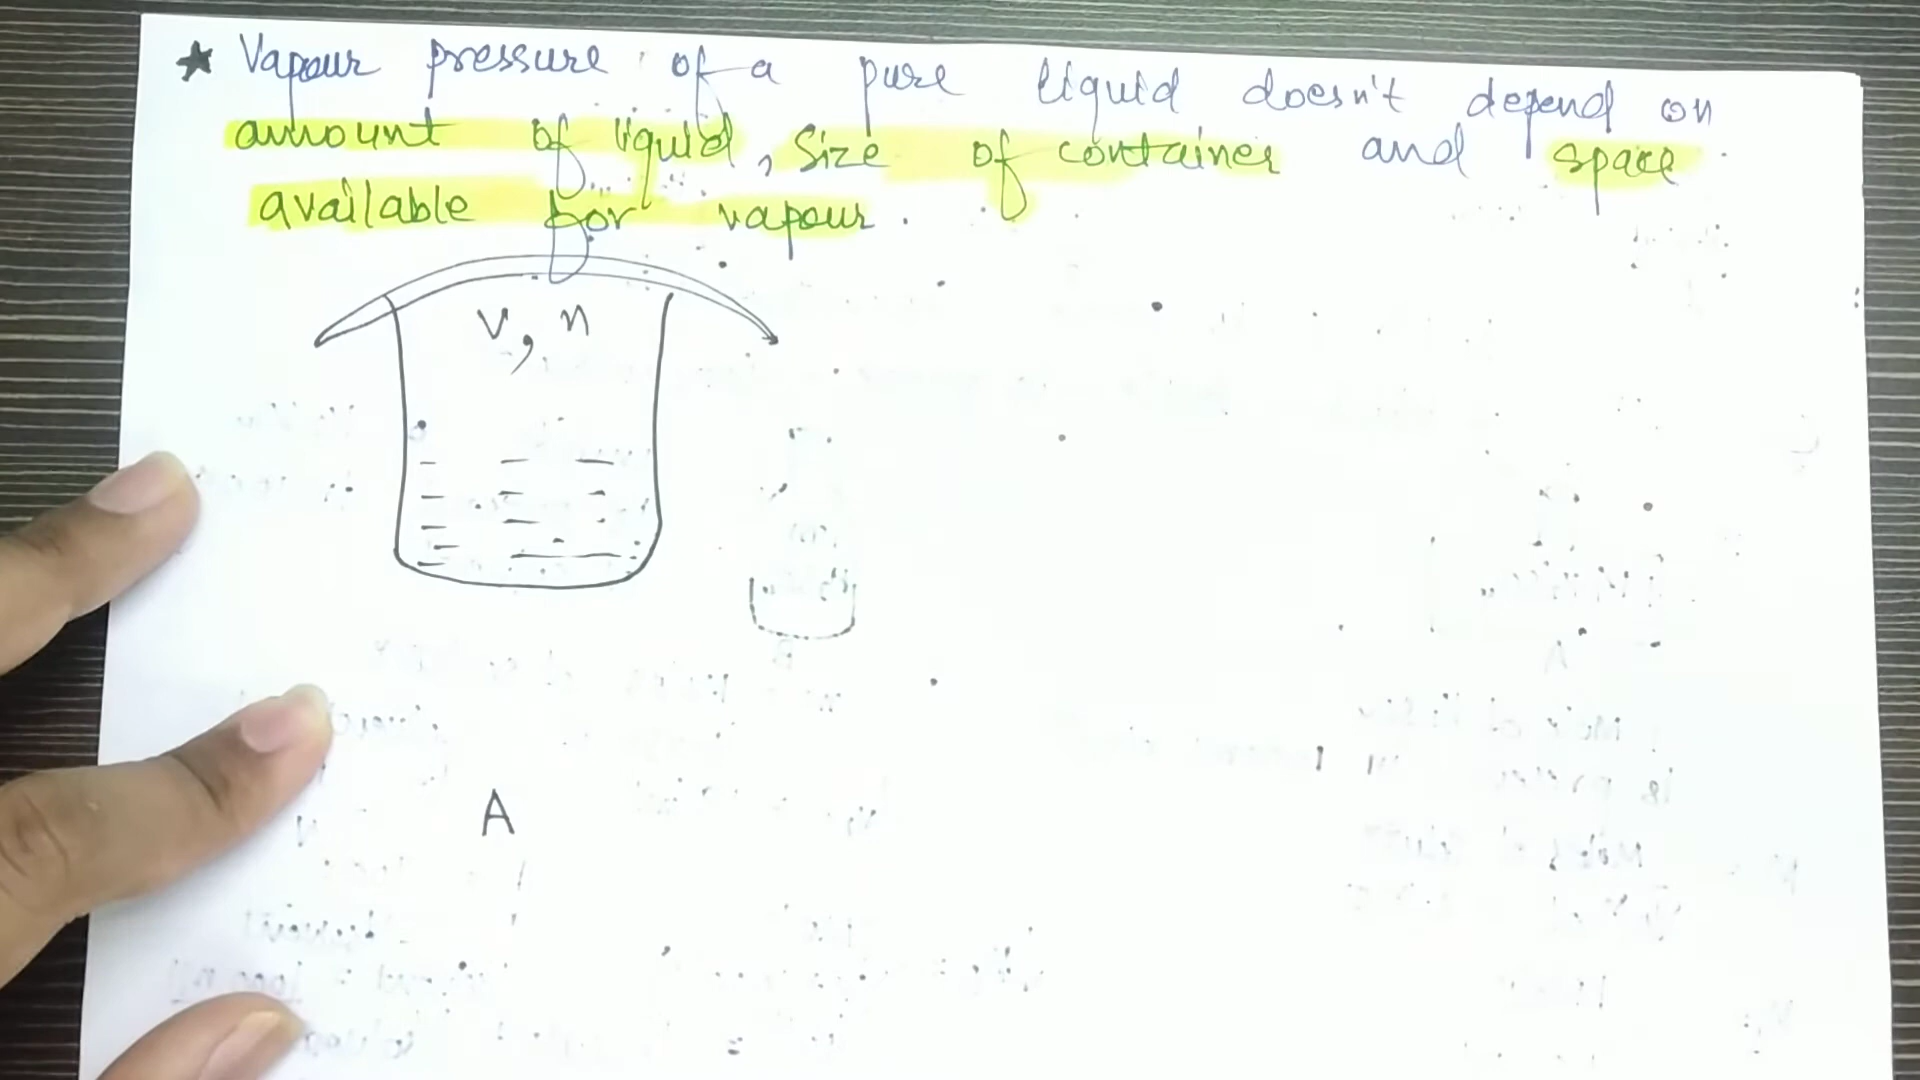 ★ Vapour pressure of a pure liquid doesn't depend on
amount of liquid, Size of container and space
available for vapour.
V, n
A